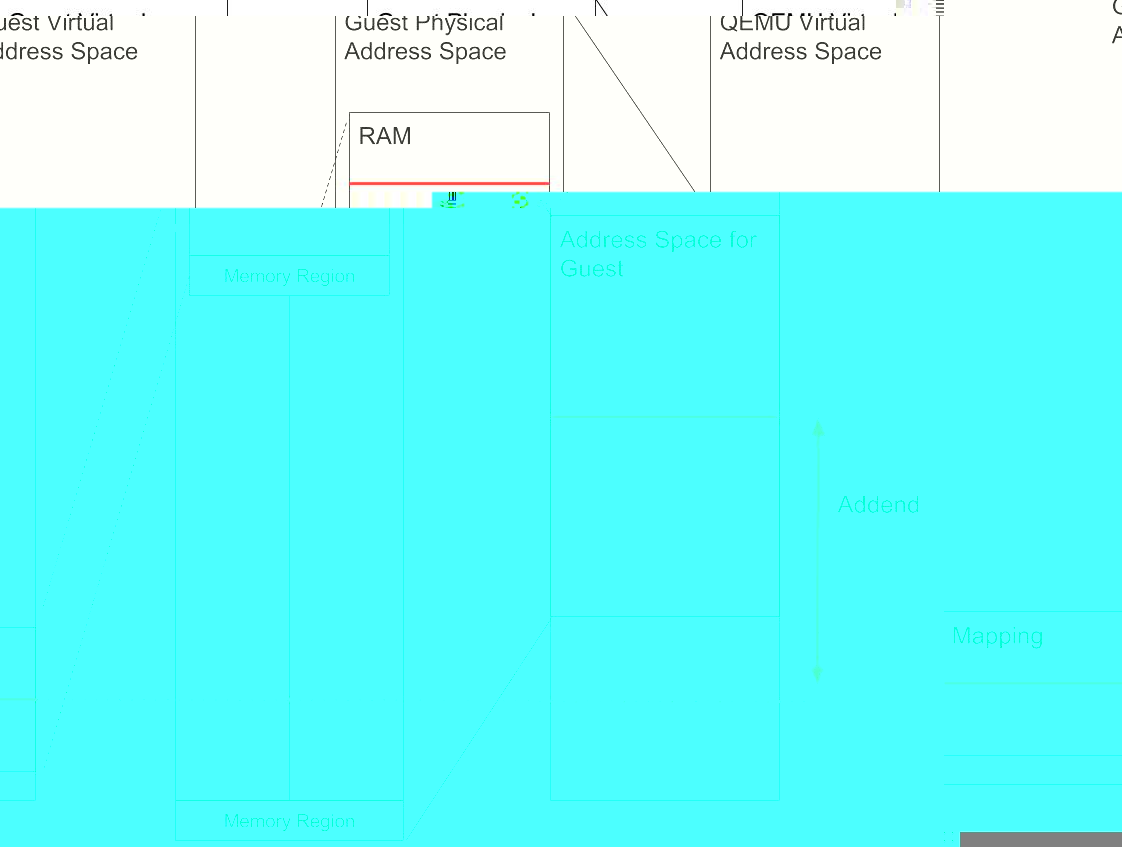 uest Virtual
ddress Space
Guest Physical
Address Space
QEMU Virtual
Address Space
RAM
Address Space for
Guest
Memory Region
Addend
Mapping
Memory Region